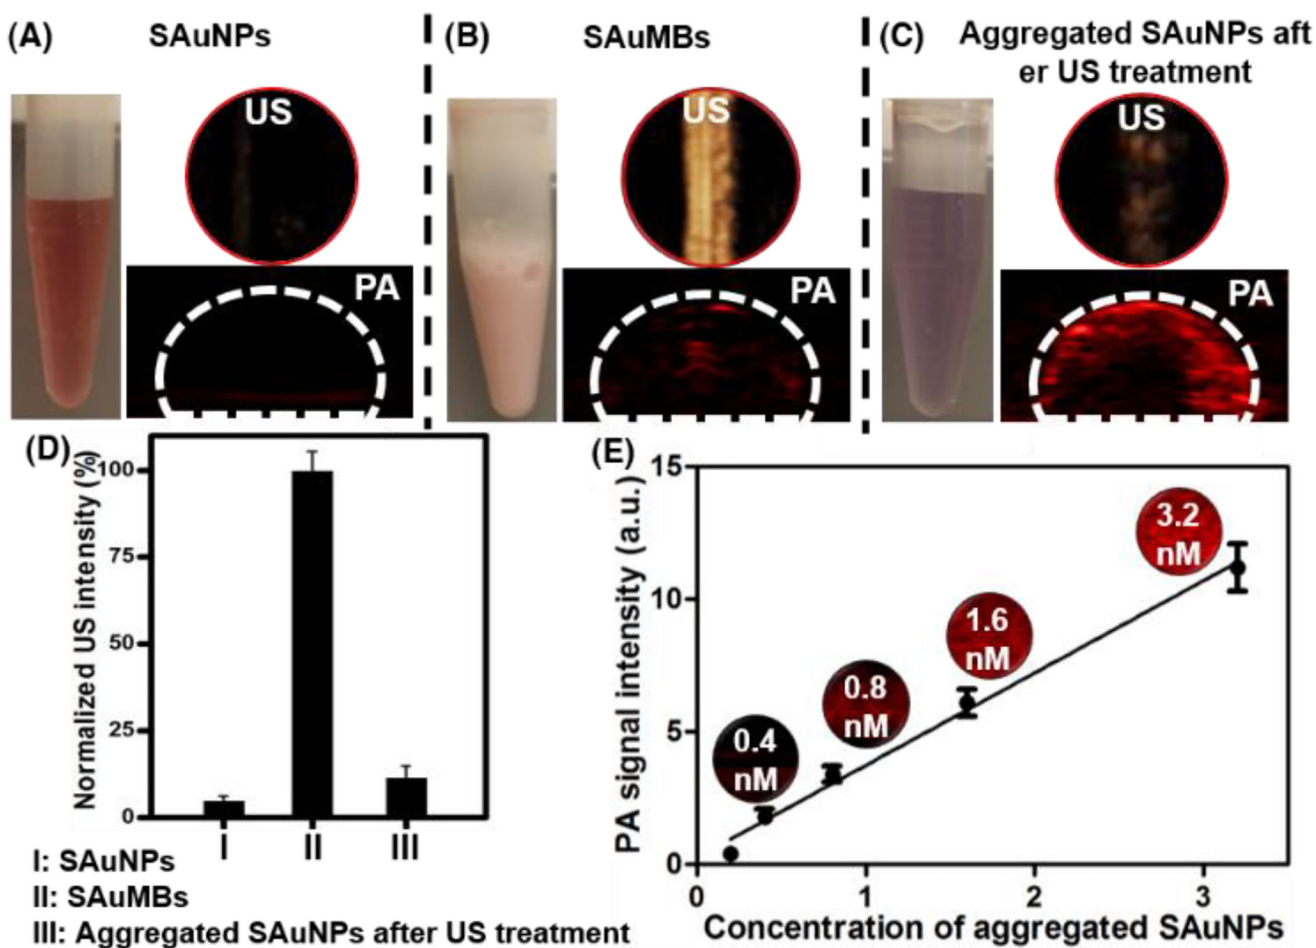 (A) SAuNPs
US
PA
(B) SAuMBs
US
PA
(C) Aggregated SAuNPs aft
er US treatment
US
PA
(D)
Normalized US intensity (%)
100
75
50
25
0
I II III
I: SAuNPs
II: SAuMBs
III: Aggregated SAuNPs after US treatment
(E)
PA signal intensity (a.u.)
15
10
5
0
0.4
nM
0.8
nM
1.6
nM
3.2
nM
0 1 2 3
Concentration of aggregated SAuNPs